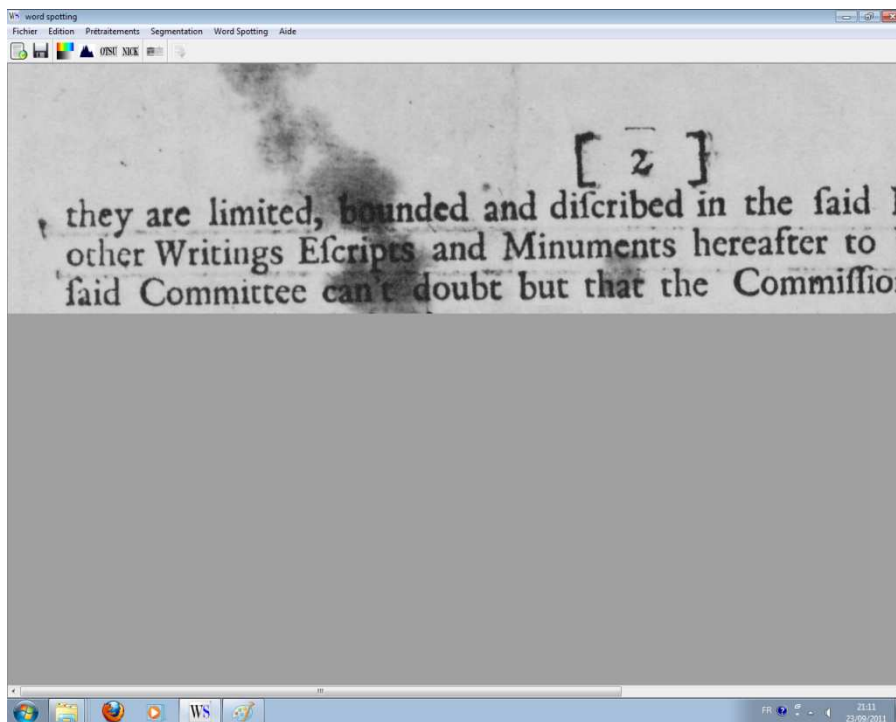 WS word spotting
Fichier Edition Prétraitements Segmentation Word Spotting Aide
OTSU NICK
[ 2 ]
they are limited, bounded and diſcribed in the ſaid
other Writings Eſcripts and Minuments hereafter to
ſaid Committee can't doubt but that the Commiſſion
WS
FR 21:11
23/09/2011